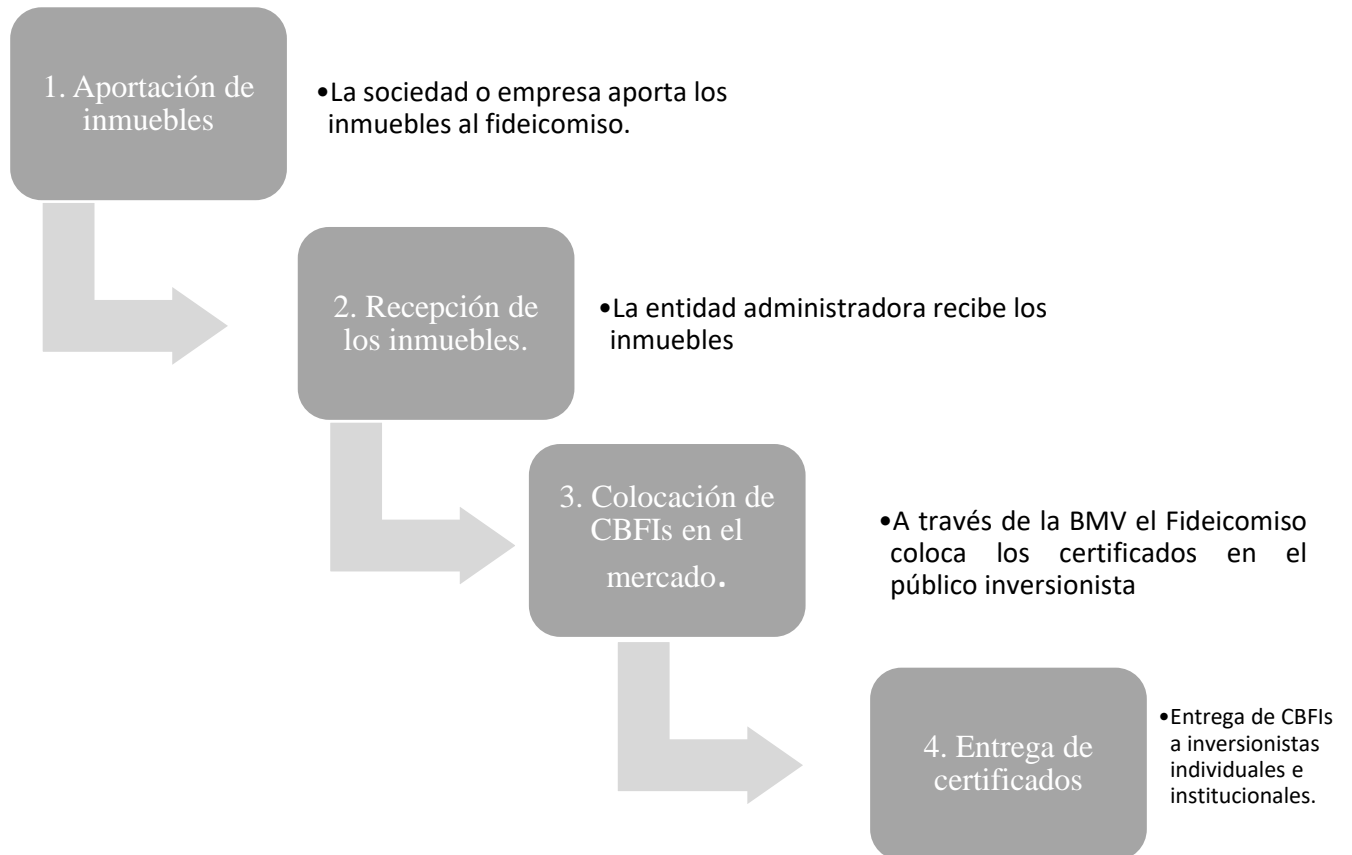 1. Aportación de
inmuebles
•La sociedad o empresa aporta los
inmuebles al fideicomiso.
2. Recepción de
los inmuebles.
•La entidad administradora recibe los
inmuebles
3. Colocación de
CBFIs en el
mercado.
•A través de la BMV el Fideicomiso
coloca los certificados en el
público inversionista
4. Entrega de
certificados
•Entrega de CBFIs
a inversionistas
individuales e
institucionales.